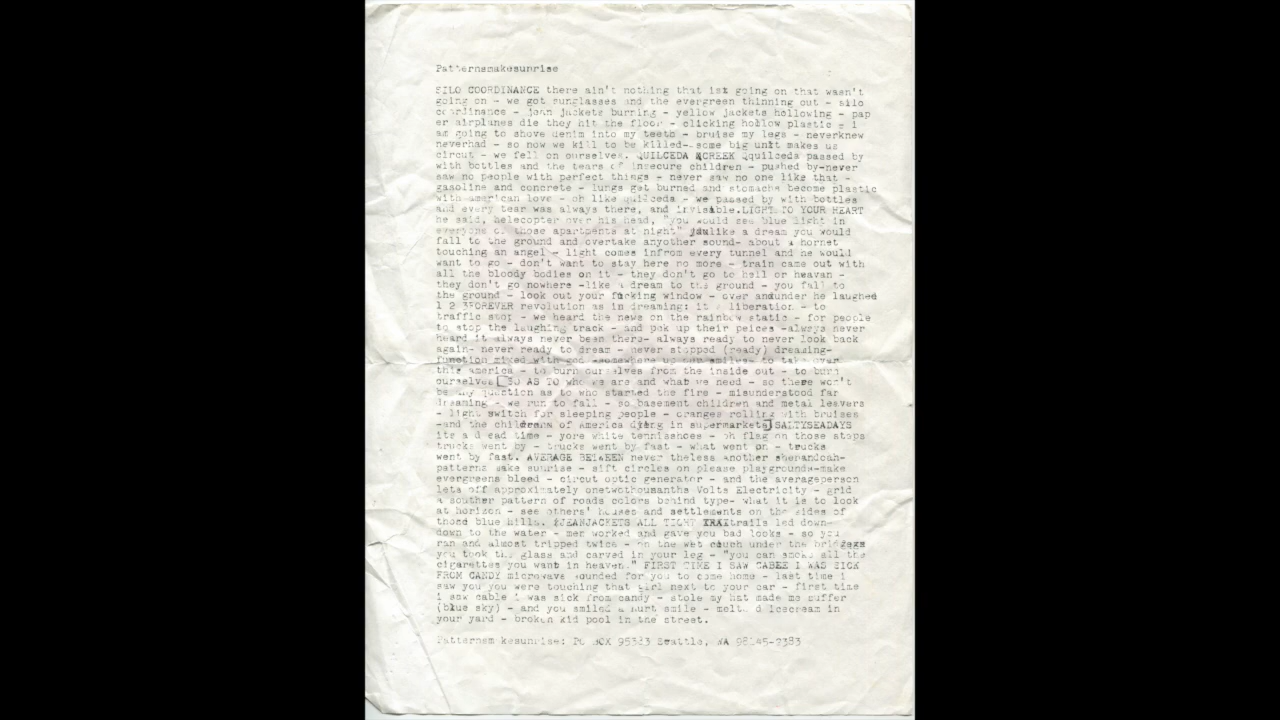 Patternsmakesunrise
SILO COORDINANCE there ain't nothing that isx going on that wasn't
going on - we got sunglasses and the evergreen thinning out - silo
coordinance - jean jackets burning - yellow jackets hollowing - pap
er airplanes die they hit the floor - clicking hollow plastic - i
am going to shove denim into my teeth - bruise my legs - neverknew
neverhad - so now we kill to be killed- some big unit makes us
circut - we fell on ourselves. QUILCEDA CREEK quilceda passed by
with bottles and the tears of insecure children - pushed by-never
saw no people with perfect things - never saw no one like that -
gasoline and concrete - lungs get burned and stomachs become plastic
with american love - oh like quilceda - we passed by with bottles
and every tear was always there, and invisible.LIGHT TO YOUR HEART
he said, helecopter over his head, "you would see blue light in
everyone of those apartments at night" like a dream you would
fall to the ground and overtake anyother sound- about a hornet
touching an angel - light comes infrom every tunnel and he would
want to go - don't want to stay here no more - train came out with
all the bloody bodies on it - they don't go to hell or heavan -
they don't go nowhere -like a dream to the ground - you fall to
the ground - look out your fucking window - over andunder he laughed
1 2 3FOREVER revolution as in dreaming: it liberation - to
traffic stop - we heard the news on the rainbow static - for people
to stop the laughing track - and pck up their peices -always never
heard it always never been there- always ready to never look back
again- never ready to dream - never stopped (ready) dreaming-
function mixed with god -somewhere up to take over
this america - to burn ourselves from the inside out - to burn
ourselves[ SO AS TO who we are and what we need - so there won't
be any question as to who started the fire - misunderstood far
dreaming - we run to fall - so basement children and metal leavers
- light switch for sleeping people - oranges rolling with bruises
-and the childrens of America dying in supermarkets] SALTYSEADAYS
its a dead time - yore white tennisshoes - oh flag on those steps
trucks went by - trucks went by fast - what went on - trucks
went by fast. AVERAGE BETWEEN never theless another shenandoah-
patterns make sunrise - sift circles on please playgrounds-make
evergreens bleed - circut optic generator - and the averageperson
lets off approximately onetwothousanths Volts Electricity - grid
a souther pattern of roads colors behind type- what it is to look
at horizon - see others' houses and settlements on the sides of
those blue hills. JEANJACKETS ALL TIGHT trails led down-
down to the water - men worked and gave you bad looks - so you
ran and almost tripped twice - on the wet couch under the
you took the glass and carved in your leg - "you can smoke all the
cigarettes you want in heaven." FIRST TIME I SAW CABLE I WAS SICK
FROM CANDY microwave sounded for you to come home - last time i
saw you you were touching that girl next to your car - first time
i saw cable i was sick from candy - stole my hat made me suffer
(blue sky) - and you smiled a hurt smile - melted icecream in
your yard - broken kid pool in the street.
Patternsmakesunrise: PO BOX 95383 Seattle, WA 98145-2383